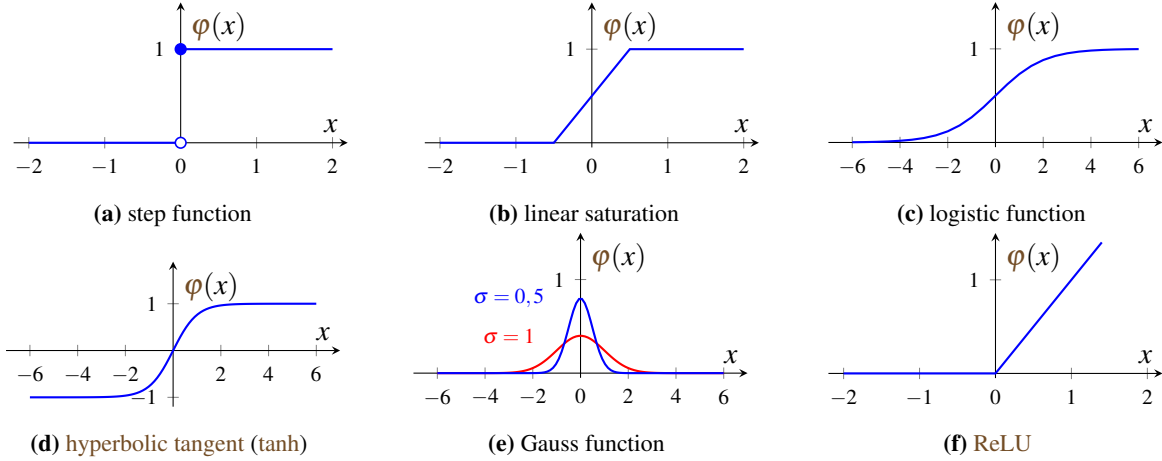 φ(x)
1
x
−2 −1 0 1 2
(a) step function
φ(x)
1
x
−2 −1 0 1 2
(b) linear saturation
φ(x)
1
x
−6 −4 −2 0 2 4 6
(c) logistic function
φ(x)
1
x
−6 −4 −2 2 4 6
−1
(d) hyperbolic tangent (tanh)
φ(x)
1
σ = 0,5
σ = 1
x
−6 −4 −2 0 2 4 6
(e) Gauss function
φ(x)
1
x
−2 −1 0 1 2
(f) ReLU